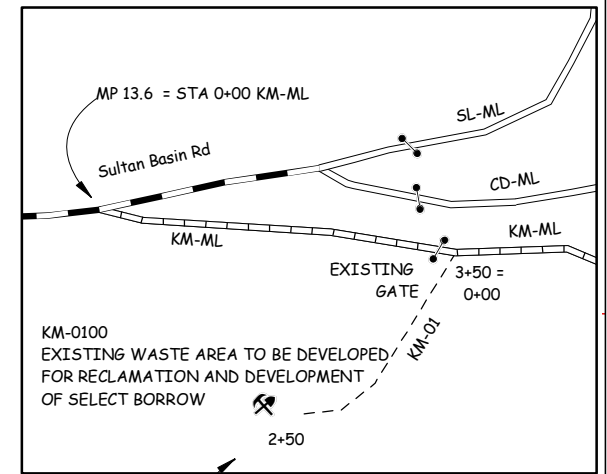 MP 13.6 = STA 0+00 KM-ML
SL-ML
Sultan Basin Rd
CD-ML
KM-ML
KM-ML
EXISTING
GATE
3+50 =
0+00
KM-01
KM-0100
EXISTING WASTE AREA TO BE DEVELOPED
FOR RECLAMATION AND DEVELOPMENT
OF SELECT BORROW
2+50